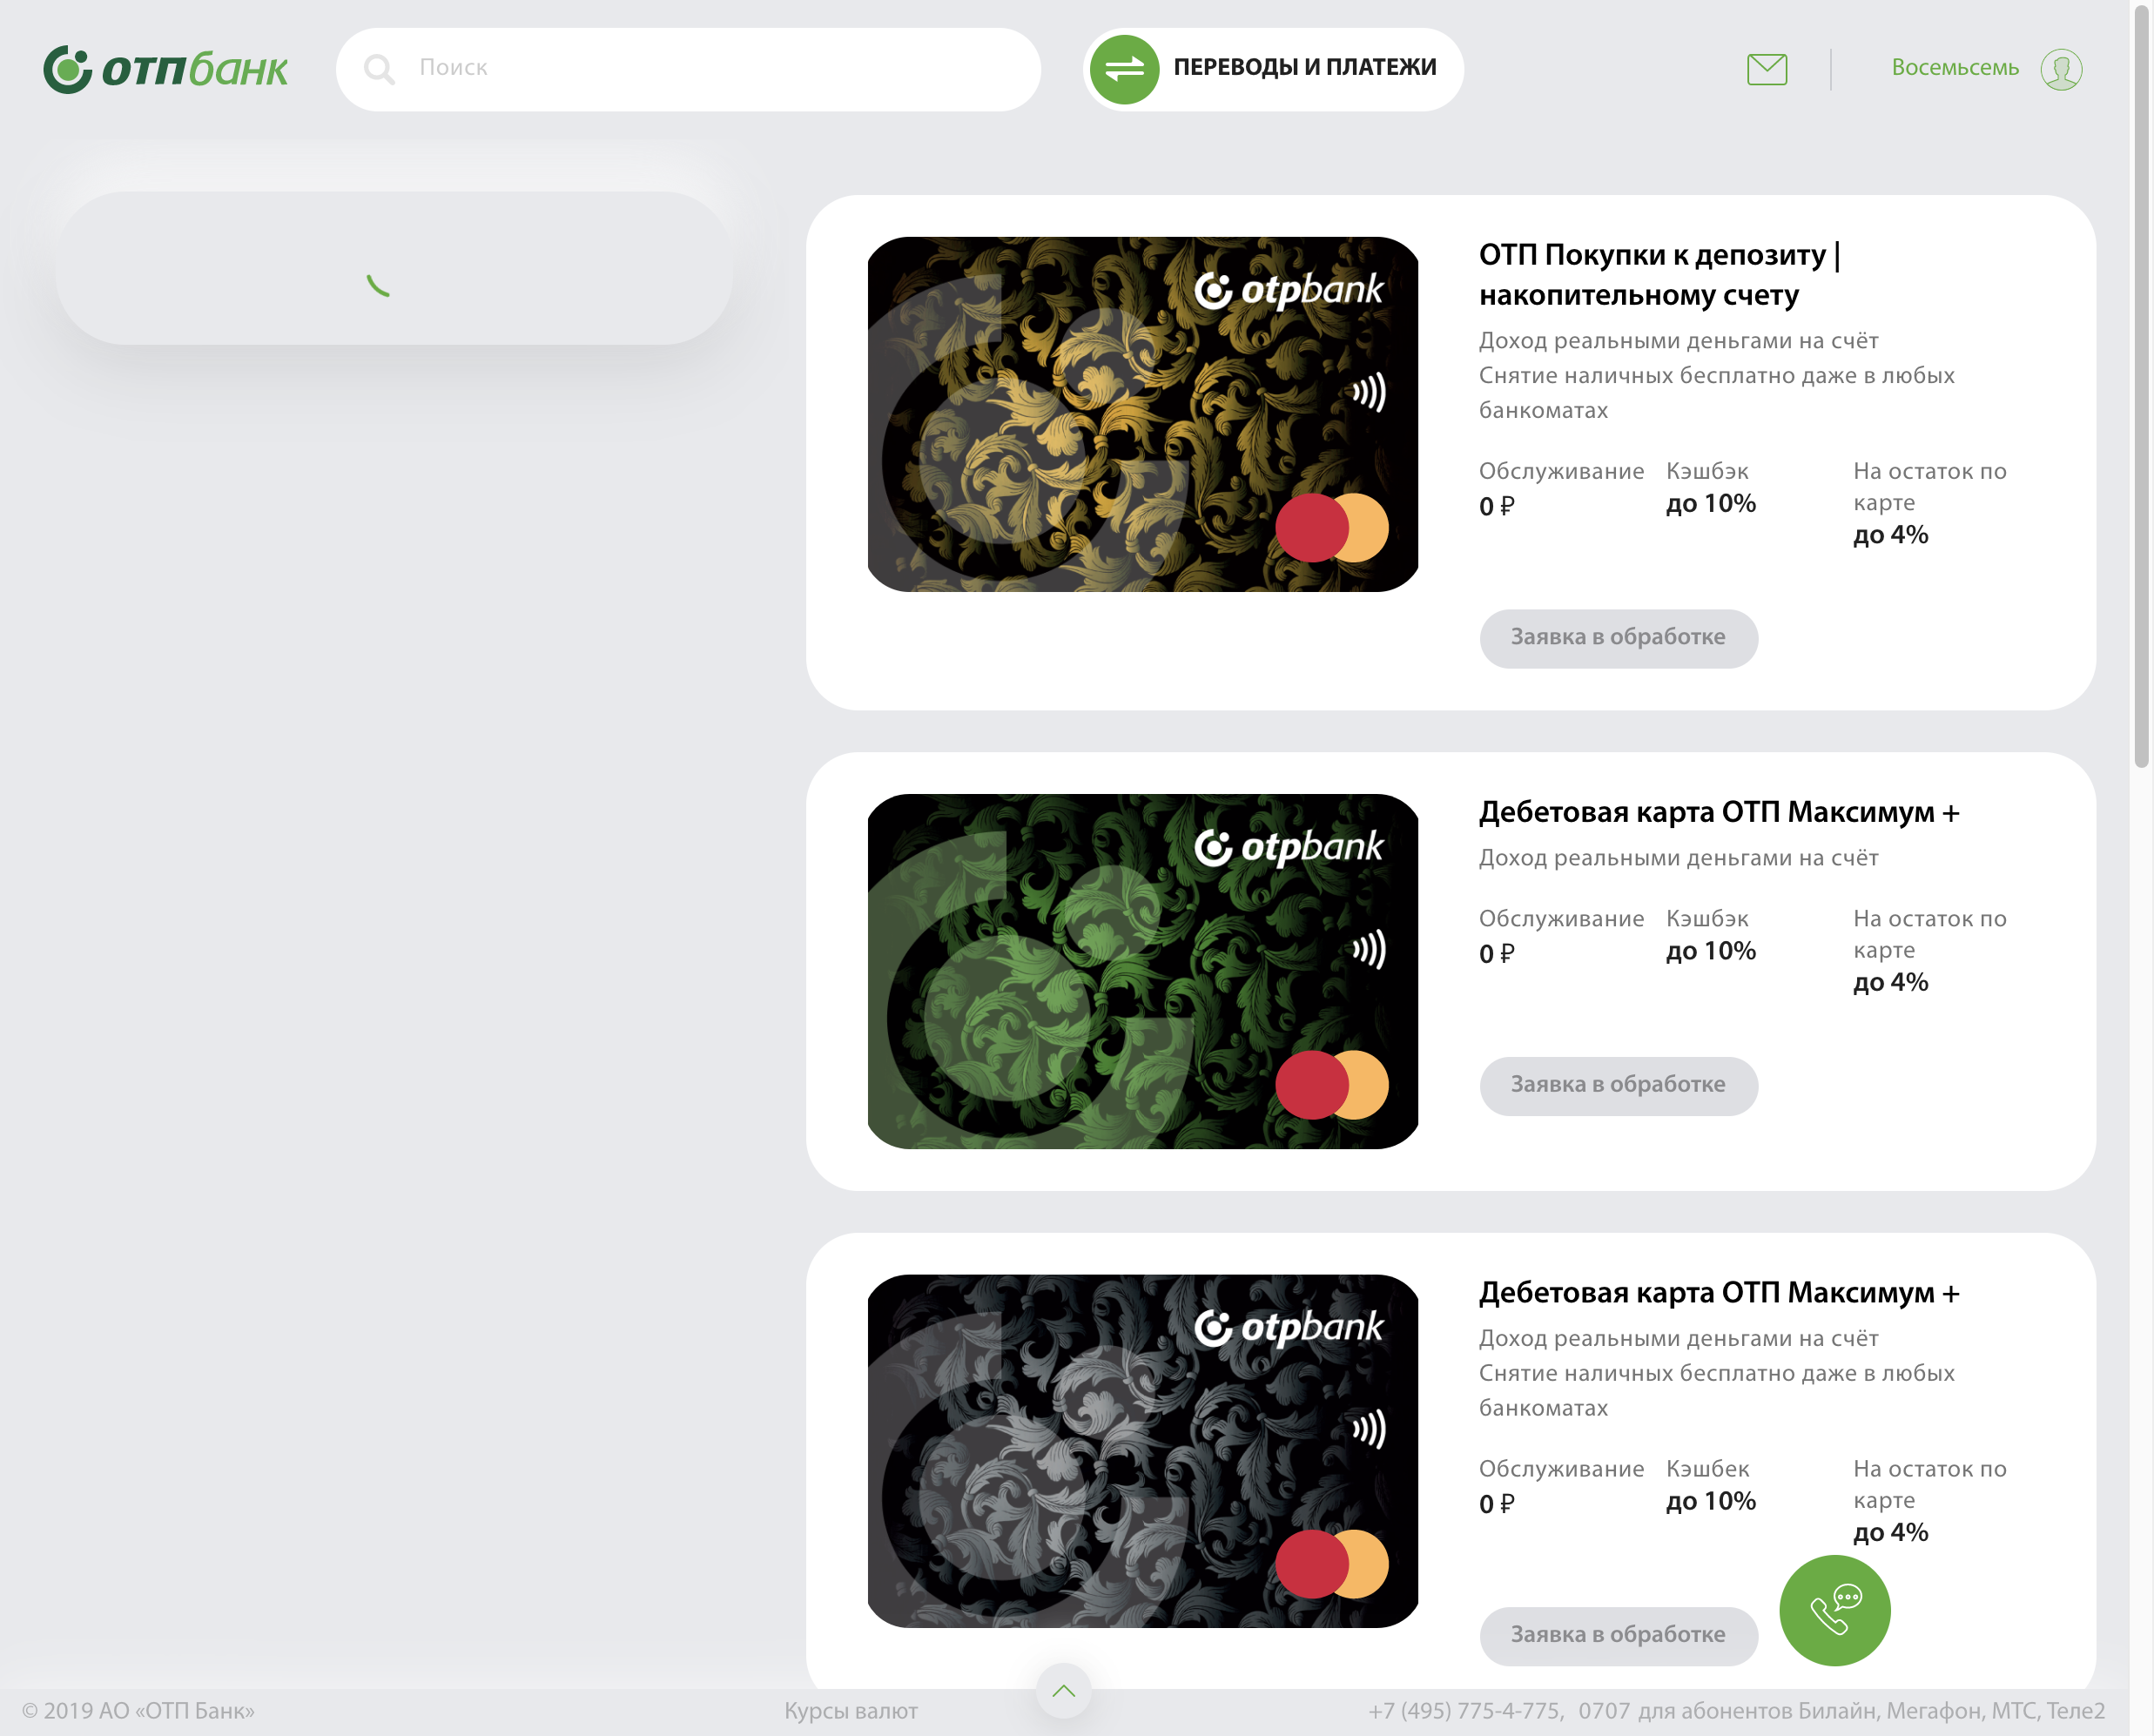 отпбанк
Поиск
ПЕРЕВОДЫ И ПЛАТЕЖИ
Восемьсемь
otpbank
ОТП Покупки к депозиту |
накопительному счету
Доход реальными деньгами на счёт
Снятие наличных бесплатно даже в любых
банкоматах
Обслуживание
0 ₽
Кэшбэк
до 10%
На остаток по
карте
до 4%
Заявка в обработке
otpbank
Дебетовая карта ОТП Максимум +
Доход реальными деньгами на счёт
Обслуживание
0 ₽
Кэшбэк
до 10%
На остаток по
карте
до 4%
Заявка в обработке
otpbank
Дебетовая карта ОТП Максимум +
Доход реальными деньгами на счёт
Снятие наличных бесплатно даже в любых
банкоматах
Обслуживание
0 ₽
Кэшбек
до 10%
На остаток по
карте
до 4%
Заявка в обработке
© 2019 АО «ОТП Банк»
Курсы валют
+7 (495) 775-4-775, 0707 для абонентов Билайн, Мегафон, МТС, Теле2